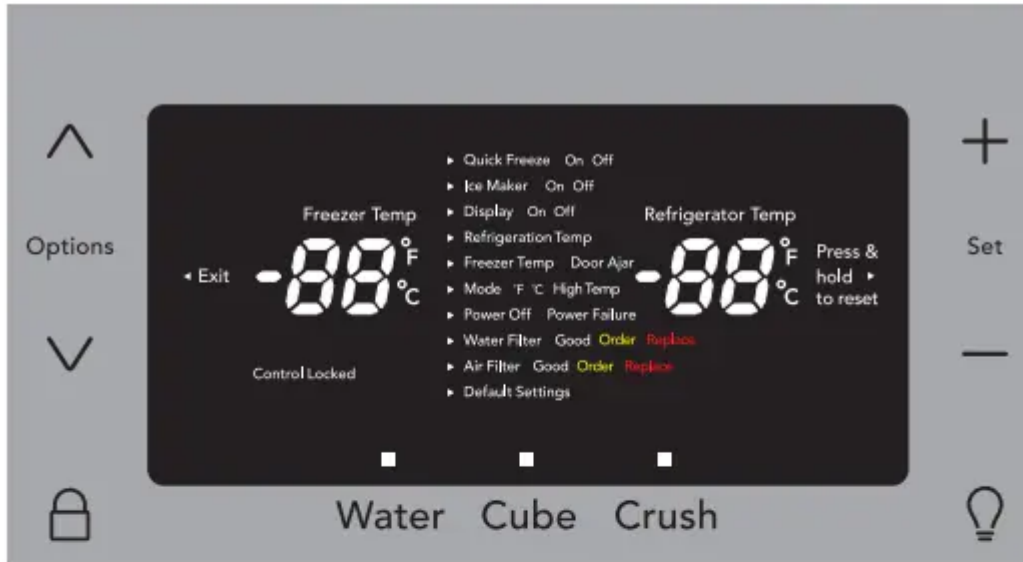 Quick Freeze On Off
Ice Maker On Off
Freezer Temp
Display On Off
Refrigerator Temp
Options
Refrigeration Temp
Set
Exit
-88 °F °C
Freezer Temp Door Ajar
-88 °F °C
Press &
hold
to reset
Mode °F °C High Temp
Power Off Power Failure
Water Filter Good Order Replace
Air Filter Good Order Replace
Control Locked
Default Settings
Water Cube Crush